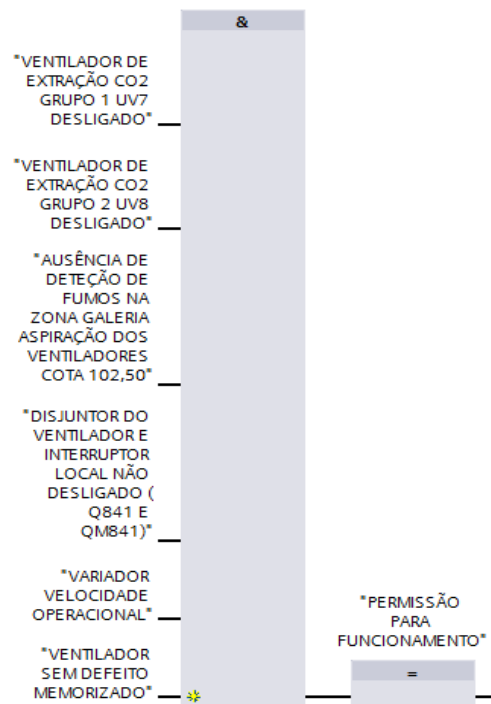 &
"VENTILADOR DE
EXTRAÇÃO CO2
GRUPO 1 UV7
DESLIGADO"
"VENTILADOR DE
EXTRAÇÃO CO2
GRUPO 2 UV8
DESLIGADO"
"AUSÊNCIA DE
DETEÇÃO DE
FUMOS NA
ZONA GALERIA
ASPIRAÇÃO DOS
VENTILADORES
COTA 102,50"
"DISJUNTOR DO
VENTILADOR E
INTERRUPTOR
LOCAL NÃO
DESLIGADO (
Q841 E
QM841)"
"VARIADOR
VELOCIDADE
OPERACIONAL"
"VENTILADOR
SEM DEFEITO
MEMORIZADO"
"PERMISSÃO
PARA
FUNCIONAMENTO"
=